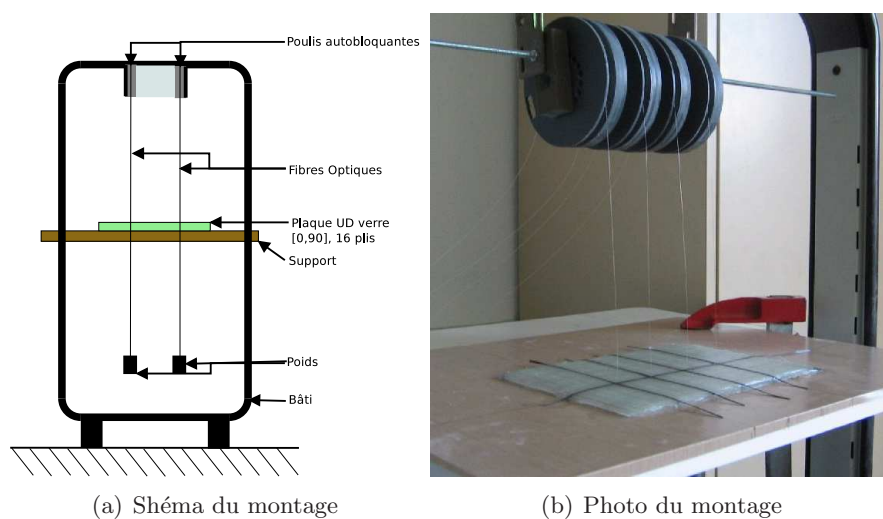 Poulis autobloquantes
Fibres Optiques
Plaque UD verre
[0,90], 16 plis
Support
Poids
Bâti
(a) Shéma du montage
(b) Photo du montage